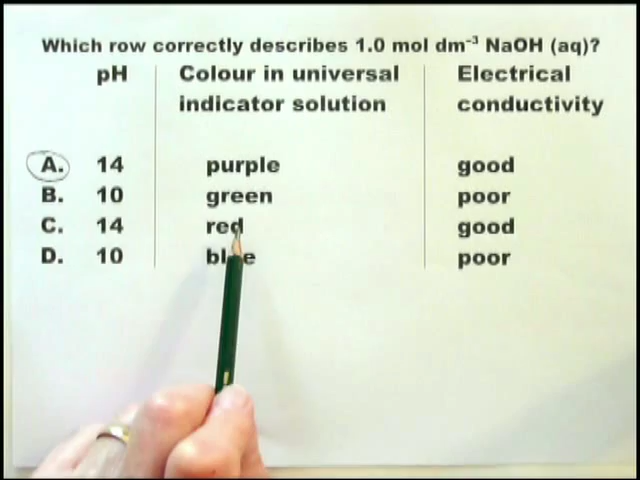 Which row correctly describes 1.0 mol dm⁻³ NaOH (aq)?
pH Colour in universal Electrical
indicator solution conductivity
A. 14 purple good
B. 10 green poor
C. 14 red good
D. 10 blue poor